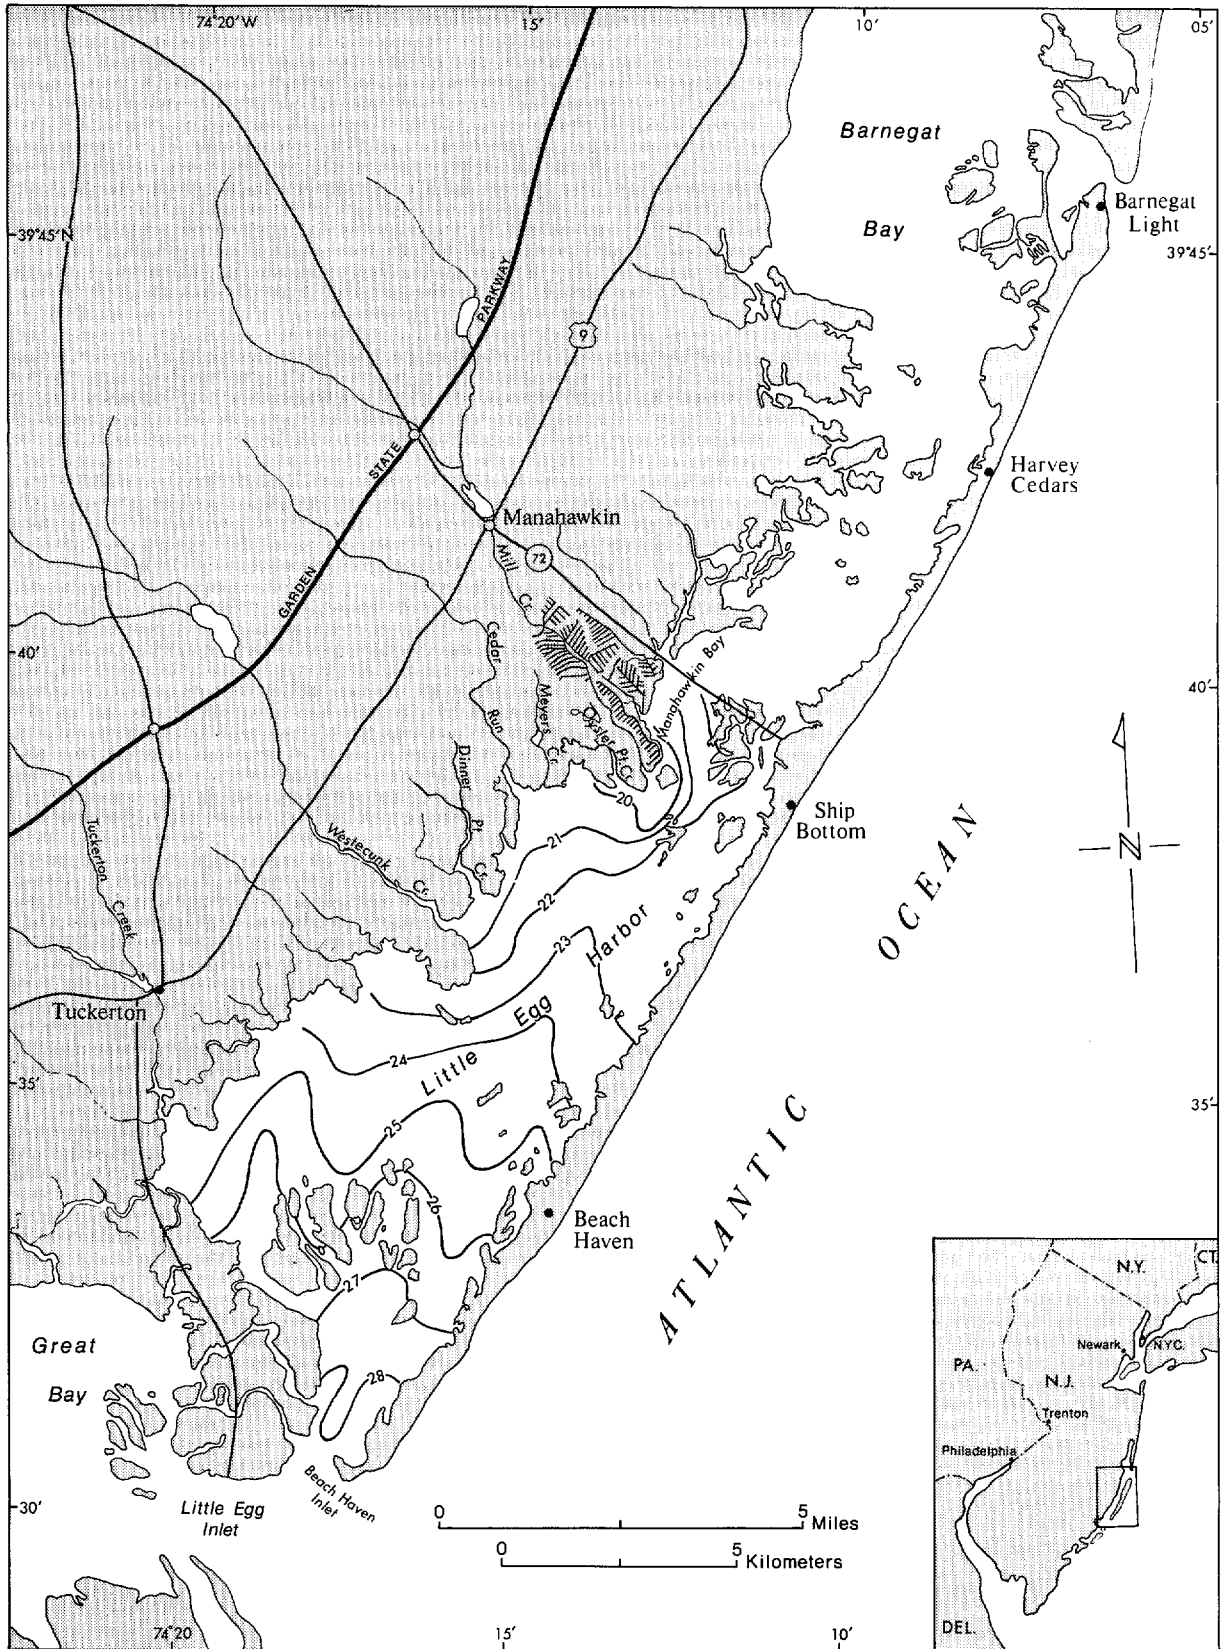 74°20'W
15'
10'
05'
Barnegat
Bay
Barnegat
Light
39°45'N
39°45'
PARKWAY
9
STATE
Harvey
Cedars
Manahawkin
72
Mill
Cr.
GARDEN
Cedar
Run
40'
Manahawkin Bay
40'
Meyers
Cr.
Oyster Pt. Cr.
Dinner
Pt.
Cr.
20
Ship
Bottom
Tuckerton
Creek
Westecunk
Cr.
21
22
N
OCEAN
23
Harbor
Egg
Little
Tuckerton
24
35'
35'
25
ATLANTIC
26
Beach
Haven
27
28
Great
Bay
Beach Haven
Inlet
30'
Little Egg
Inlet
0
5
Miles
0
5
Kilometers
74°20
15'
10'
N.Y.
CT.
Newark
N.Y.C.
PA.
N.J.
Trenton
Philadelphia
DEL.